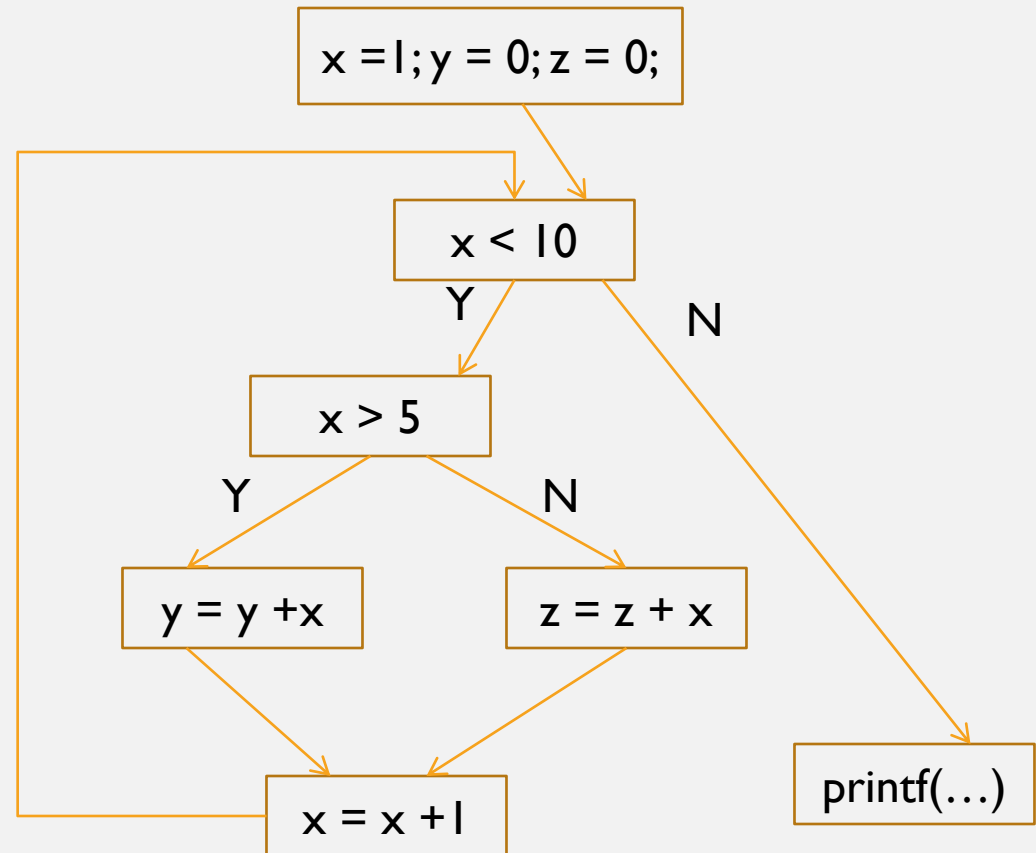 x =1; y = 0; z = 0;
x < 10
Y
N
x > 5
Y
N
y = y +x
z = z + x
printf(…)
x = x +1